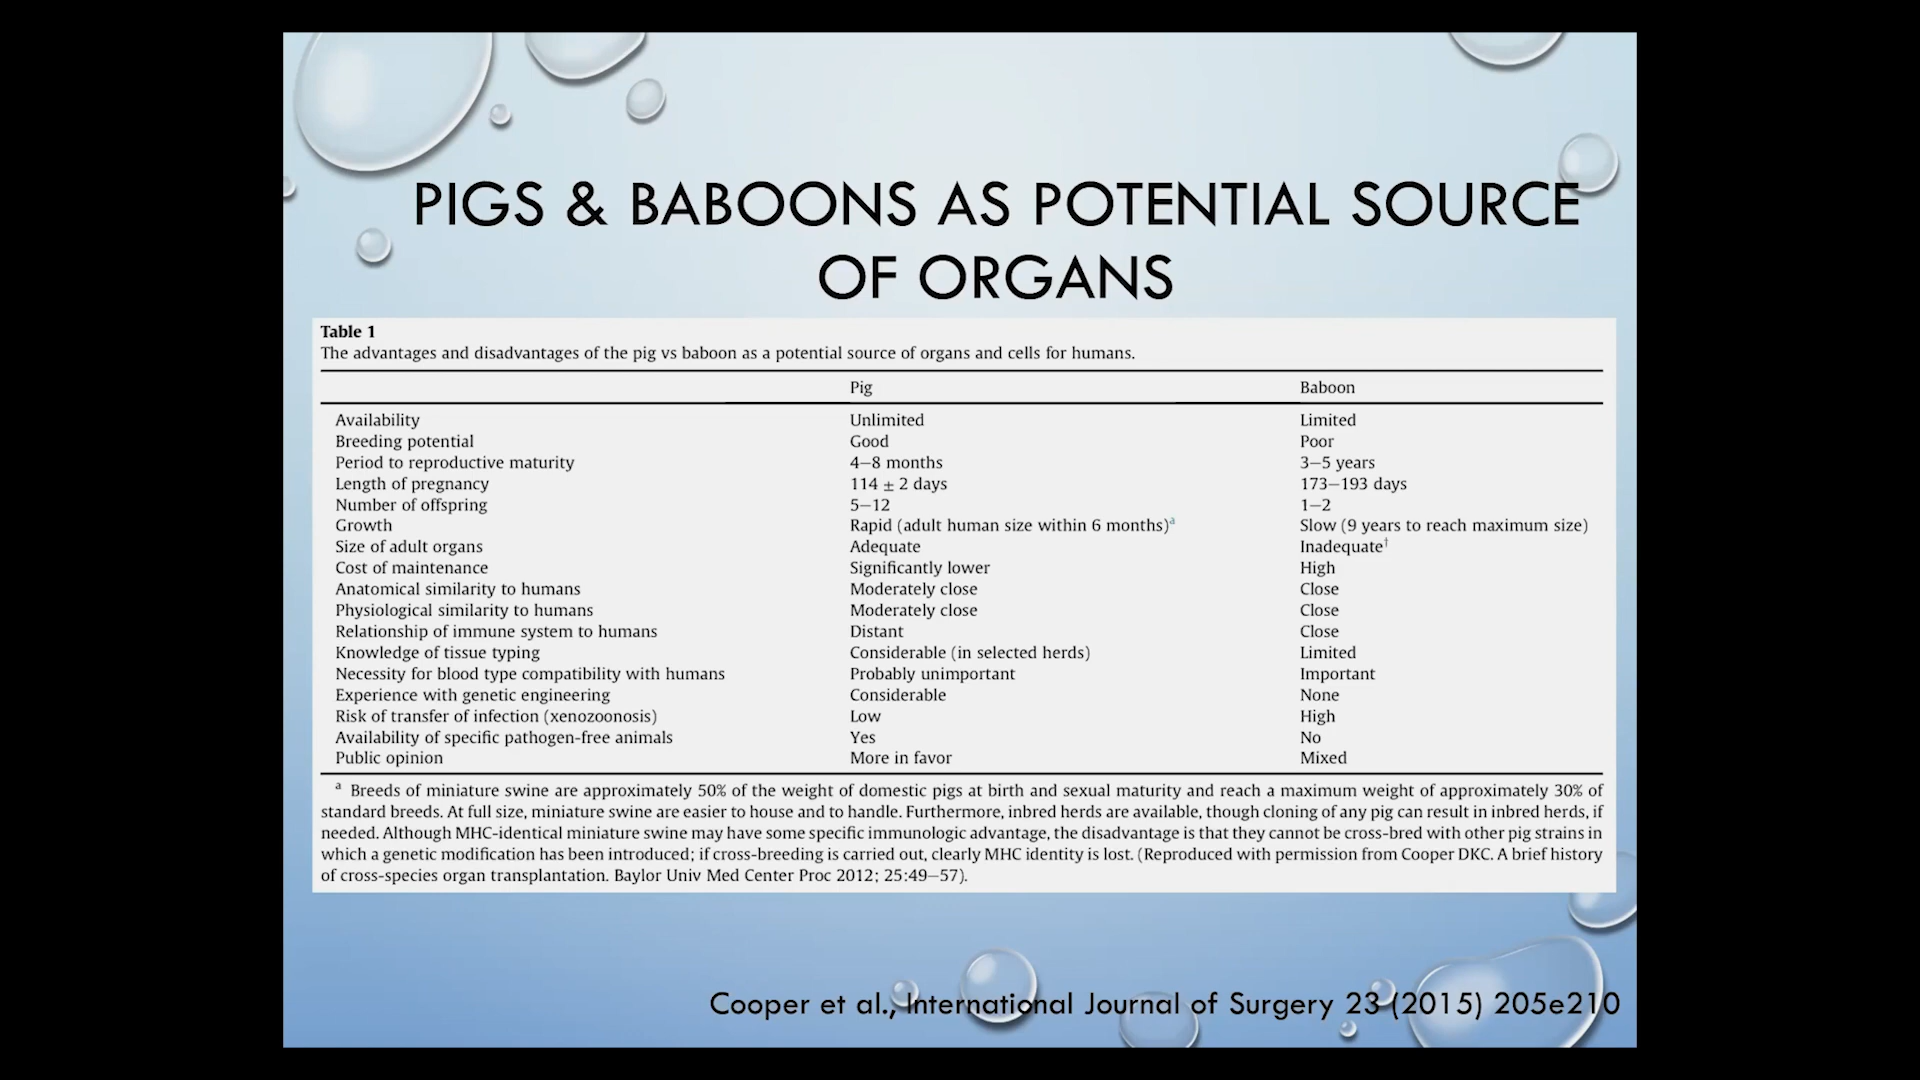 PIGS & BABOONS AS POTENTIAL SOURCE
OF ORGANS
Table 1
The advantages and disadvantages of the pig vs baboon as a potential source of organs and cells for humans.
Pig Baboon
Availability Unlimited Limited
Breeding potential Good Poor
Period to reproductive maturity 4–8 months 3–5 years
Length of pregnancy 114 ± 2 days 173–193 days
Number of offspring 5–12 1–2
Growth Rapid (adult human size within 6 months)ᵃ Slow (9 years to reach maximum size)
Size of adult organs Adequate Inadequate†
Cost of maintenance Significantly lower High
Anatomical similarity to humans Moderately close Close
Physiological similarity to humans Moderately close Close
Relationship of immune system to humans Distant Close
Knowledge of tissue typing Considerable (in selected herds) Limited
Necessity for blood type compatibility with humans Probably unimportant Important
Experience with genetic engineering Considerable None
Risk of transfer of infection (xenozoonosis) Low High
Availability of specific pathogen-free animals Yes No
Public opinion More in favor Mixed
ᵃ Breeds of miniature swine are approximately 50% of the weight of domestic pigs at birth and sexual maturity and reach a maximum weight of approximately 30% of
standard breeds. At full size, miniature swine are easier to house and to handle. Furthermore, inbred herds are available, though cloning of any pig can result in inbred herds, if
needed. Although MHC-identical miniature swine may have some specific immunologic advantage, the disadvantage is that they cannot be cross-bred with other pig strains in
which a genetic modification has been introduced; if cross-breeding is carried out, clearly MHC identity is lost. (Reproduced with permission from Cooper DKC. A brief history
of cross-species organ transplantation. Baylor Univ Med Center Proc 2012; 25:49–57).
Cooper et al., International Journal of Surgery 23 (2015) 205e210